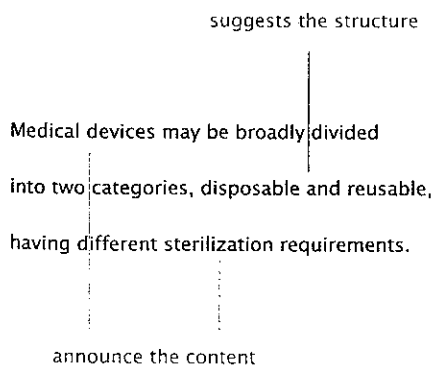 suggests the structure
Medical devices may be broadly divided
into two categories, disposable and reusable,
having different sterilization requirements.
announce the content